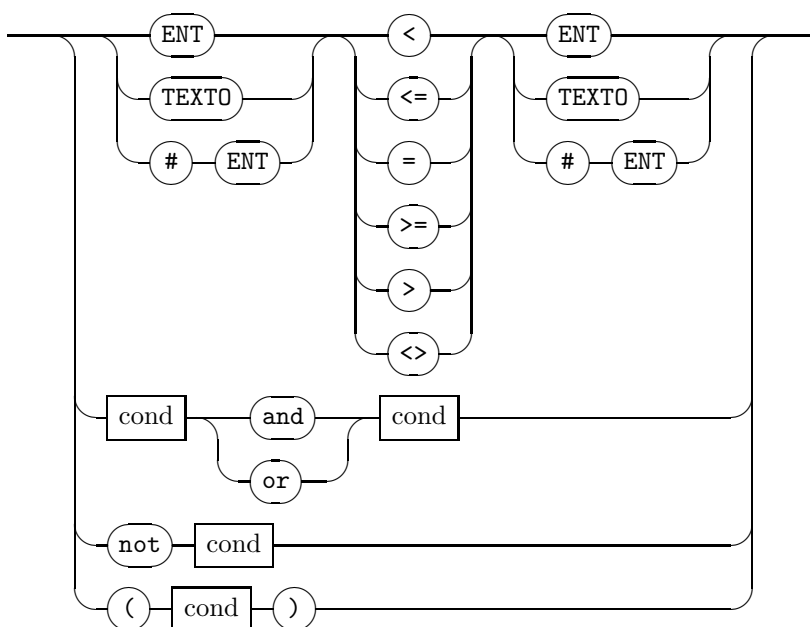 ENT < ENT
TEXTO <= TEXTO
# ENT = # ENT
>=
>
<>
cond and cond
or
not cond
( cond )